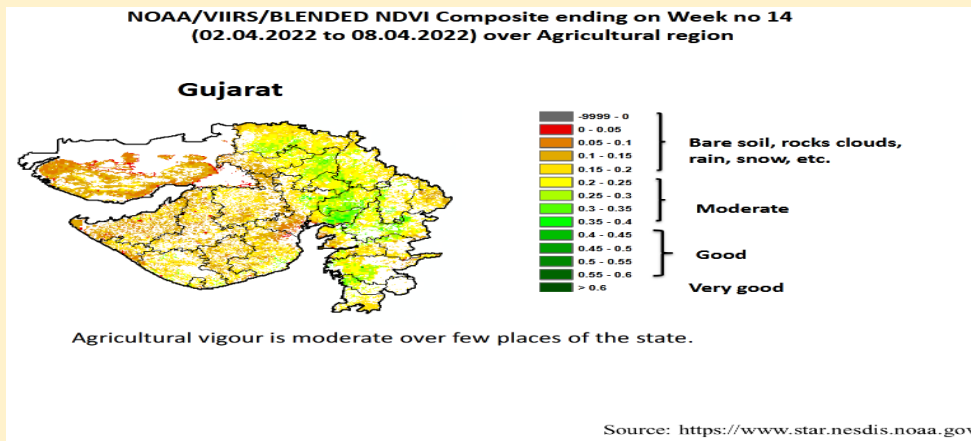 NOAA/VIIRS/BLENDED NDVI Composite ending on Week no 14
(02.04.2022 to 08.04.2022) over Agricultural region
Gujarat
-9999 - 0
0 - 0.05
0.05 - 0.1
0.1 - 0.15
0.15 - 0.2
0.2 - 0.25
0.25 - 0.3
0.3 - 0.35
0.35 - 0.4
0.4 - 0.45
0.45 - 0.5
0.5 - 0.55
0.55 - 0.6
> 0.6
Bare soil, rocks clouds,
rain, snow, etc.
Moderate
Good
Very good
Agricultural vigour is moderate over few places of the state.
Source: https://www.star.nesdis.noaa.gov